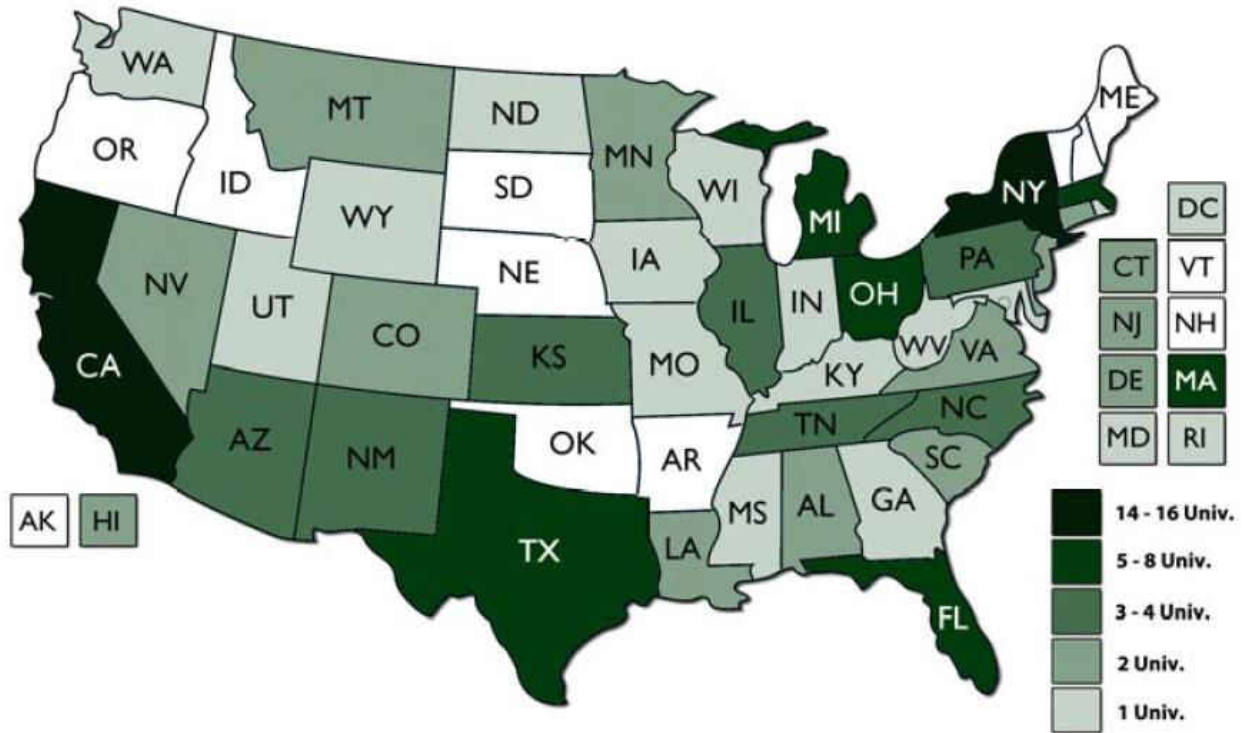 WA
MT
ND
MN
ME
OR
ID
SD
WI
NY
WY
MI
DC
NE
IA
PA
CT
VT
NV
UT
CO
IL
IN
OH
NJ
NH
CA
KS
MO
WV
VA
KY
DE
MA
AZ
NM
OK
AR
TN
NC
SC
MD
RI
AK
HI
TX
LA
MS
AL
GA
FL
14 - 16 Univ.
5 - 8 Univ.
3 - 4 Univ.
2 Univ.
1 Univ.